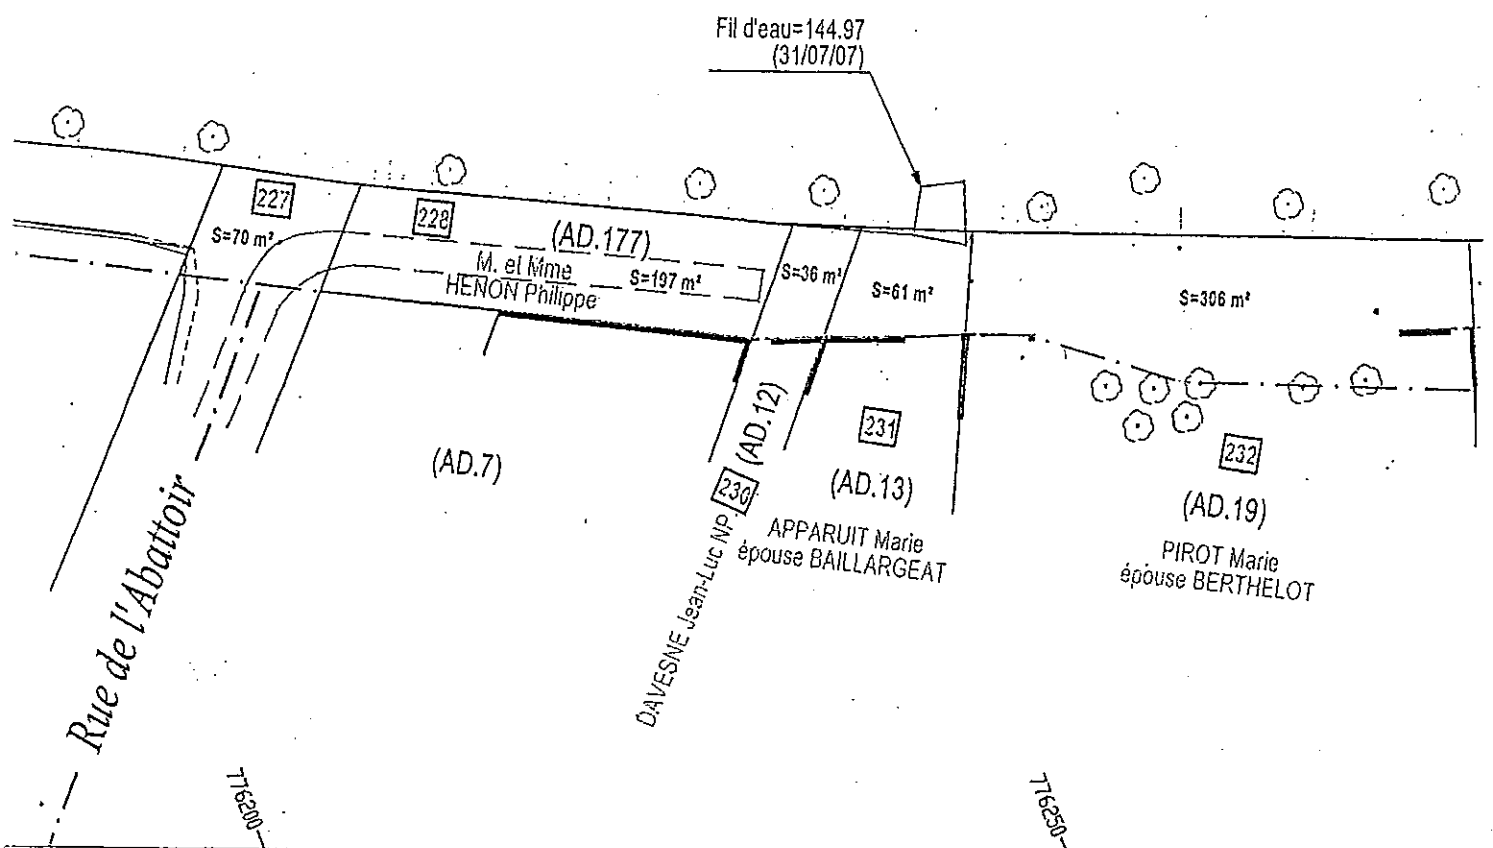 Fil d'eau=144.97
(31/07/07)
227
S=70 m²
228
(AD.177)
M. et Mme
HENON Philippe
S=197 m²
S=36 m²
S=61 m²
S=306 m²
(AD.7)
DAVESNE Jean-Luc NP 230 (AD.12)
231
(AD.13)
APPARUIT Marie
épouse BAILLARGEAT
232
(AD.19)
PIROT Marie
épouse BERTHELOT
Rue de l'Abattoir
776200
776250